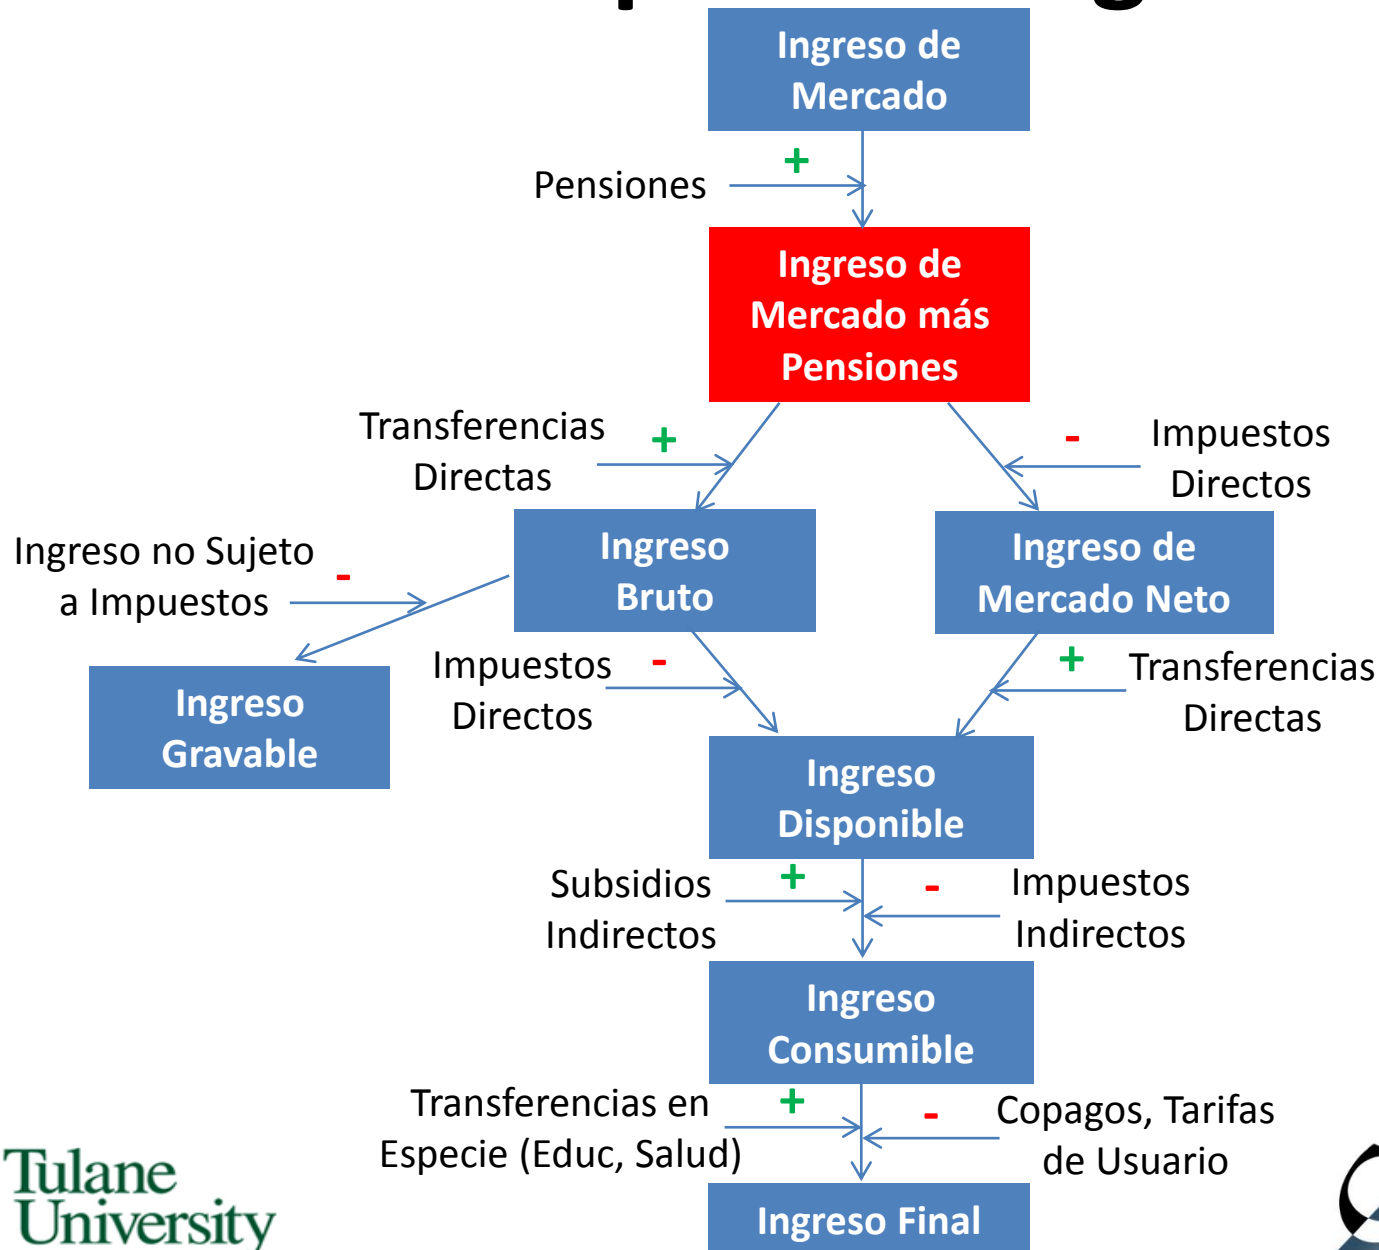 Ingreso de
Mercado
+
Pensiones
Ingreso de
Mercado más
Pensiones
Transferencias
Directas
+
-
Impuestos
Directos
Ingreso no Sujeto
a Impuestos
-
Ingreso
Bruto
Ingreso de
Mercado Neto
Ingreso
Gravable
Impuestos
Directos
-
+
Transferencias
Directas
Ingreso
Disponible
Subsidios
Indirectos
+
-
Impuestos
Indirectos
Ingreso
Consumible
Transferencias en
Especie (Educ, Salud)
+
-
Copagos, Tarifas
de Usuario
Ingreso Final
Tulane
University